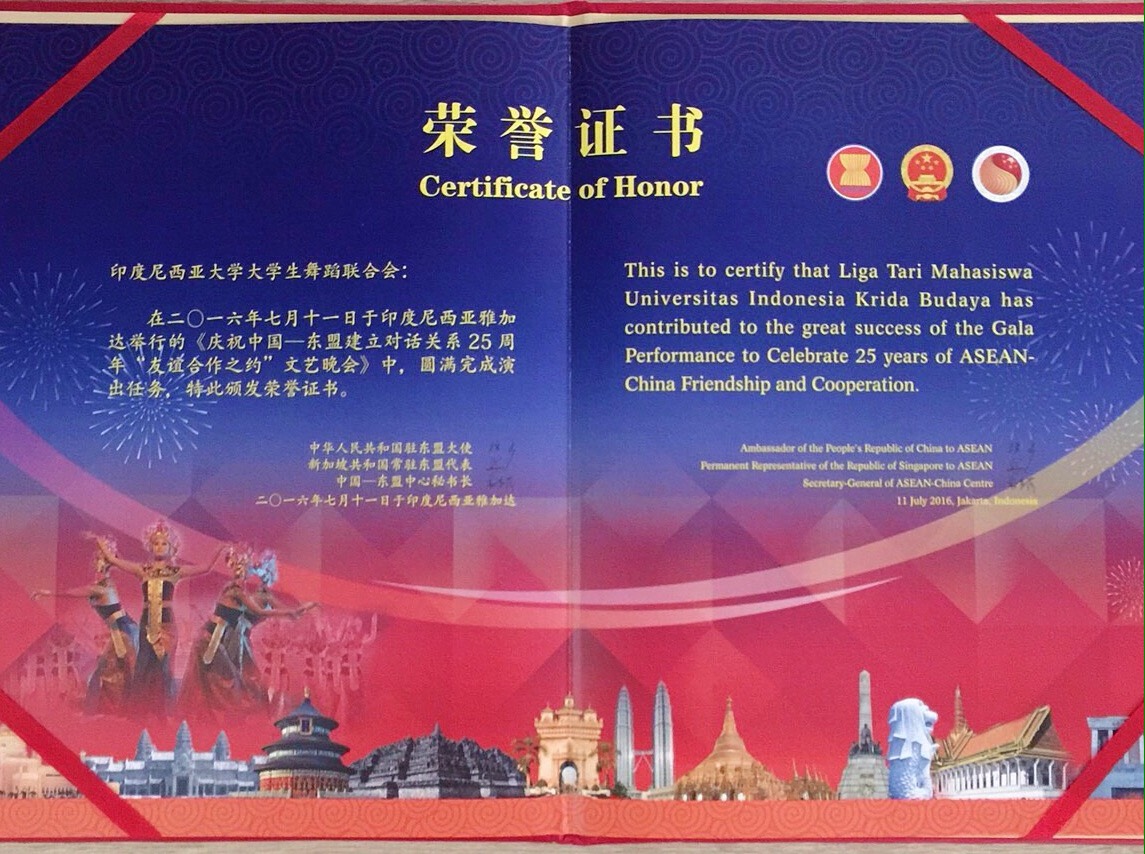 荣誉证书
Certificate of Honor
印度尼西亚大学大学生舞蹈联合会：
在二〇一六年七月十一日于印度尼西亚雅加
达举行的《庆祝中国—东盟建立对话关系 25 周
年“友谊合作之约”文艺晚会》中，圆满完成演
出任务，特此颁发荣誉证书。
中华人民共和国驻东盟大使
新加坡共和国常驻东盟代表
中国—东盟中心秘书长
二〇一六年七月十一日于印度尼西亚雅加达
This is to certify that Liga Tari Mahasiswa
Universitas Indonesia Krida Budaya has
contributed to the great success of the Gala
Performance to Celebrate 25 years of ASEAN-
China Friendship and Cooperation.
Ambassador of the People's Republic of China to ASEAN
Permanent Representative of the Republic of Singapore to ASEAN
Secretary-General of ASEAN-China Centre
11 July 2016, Jakarta, Indonesia